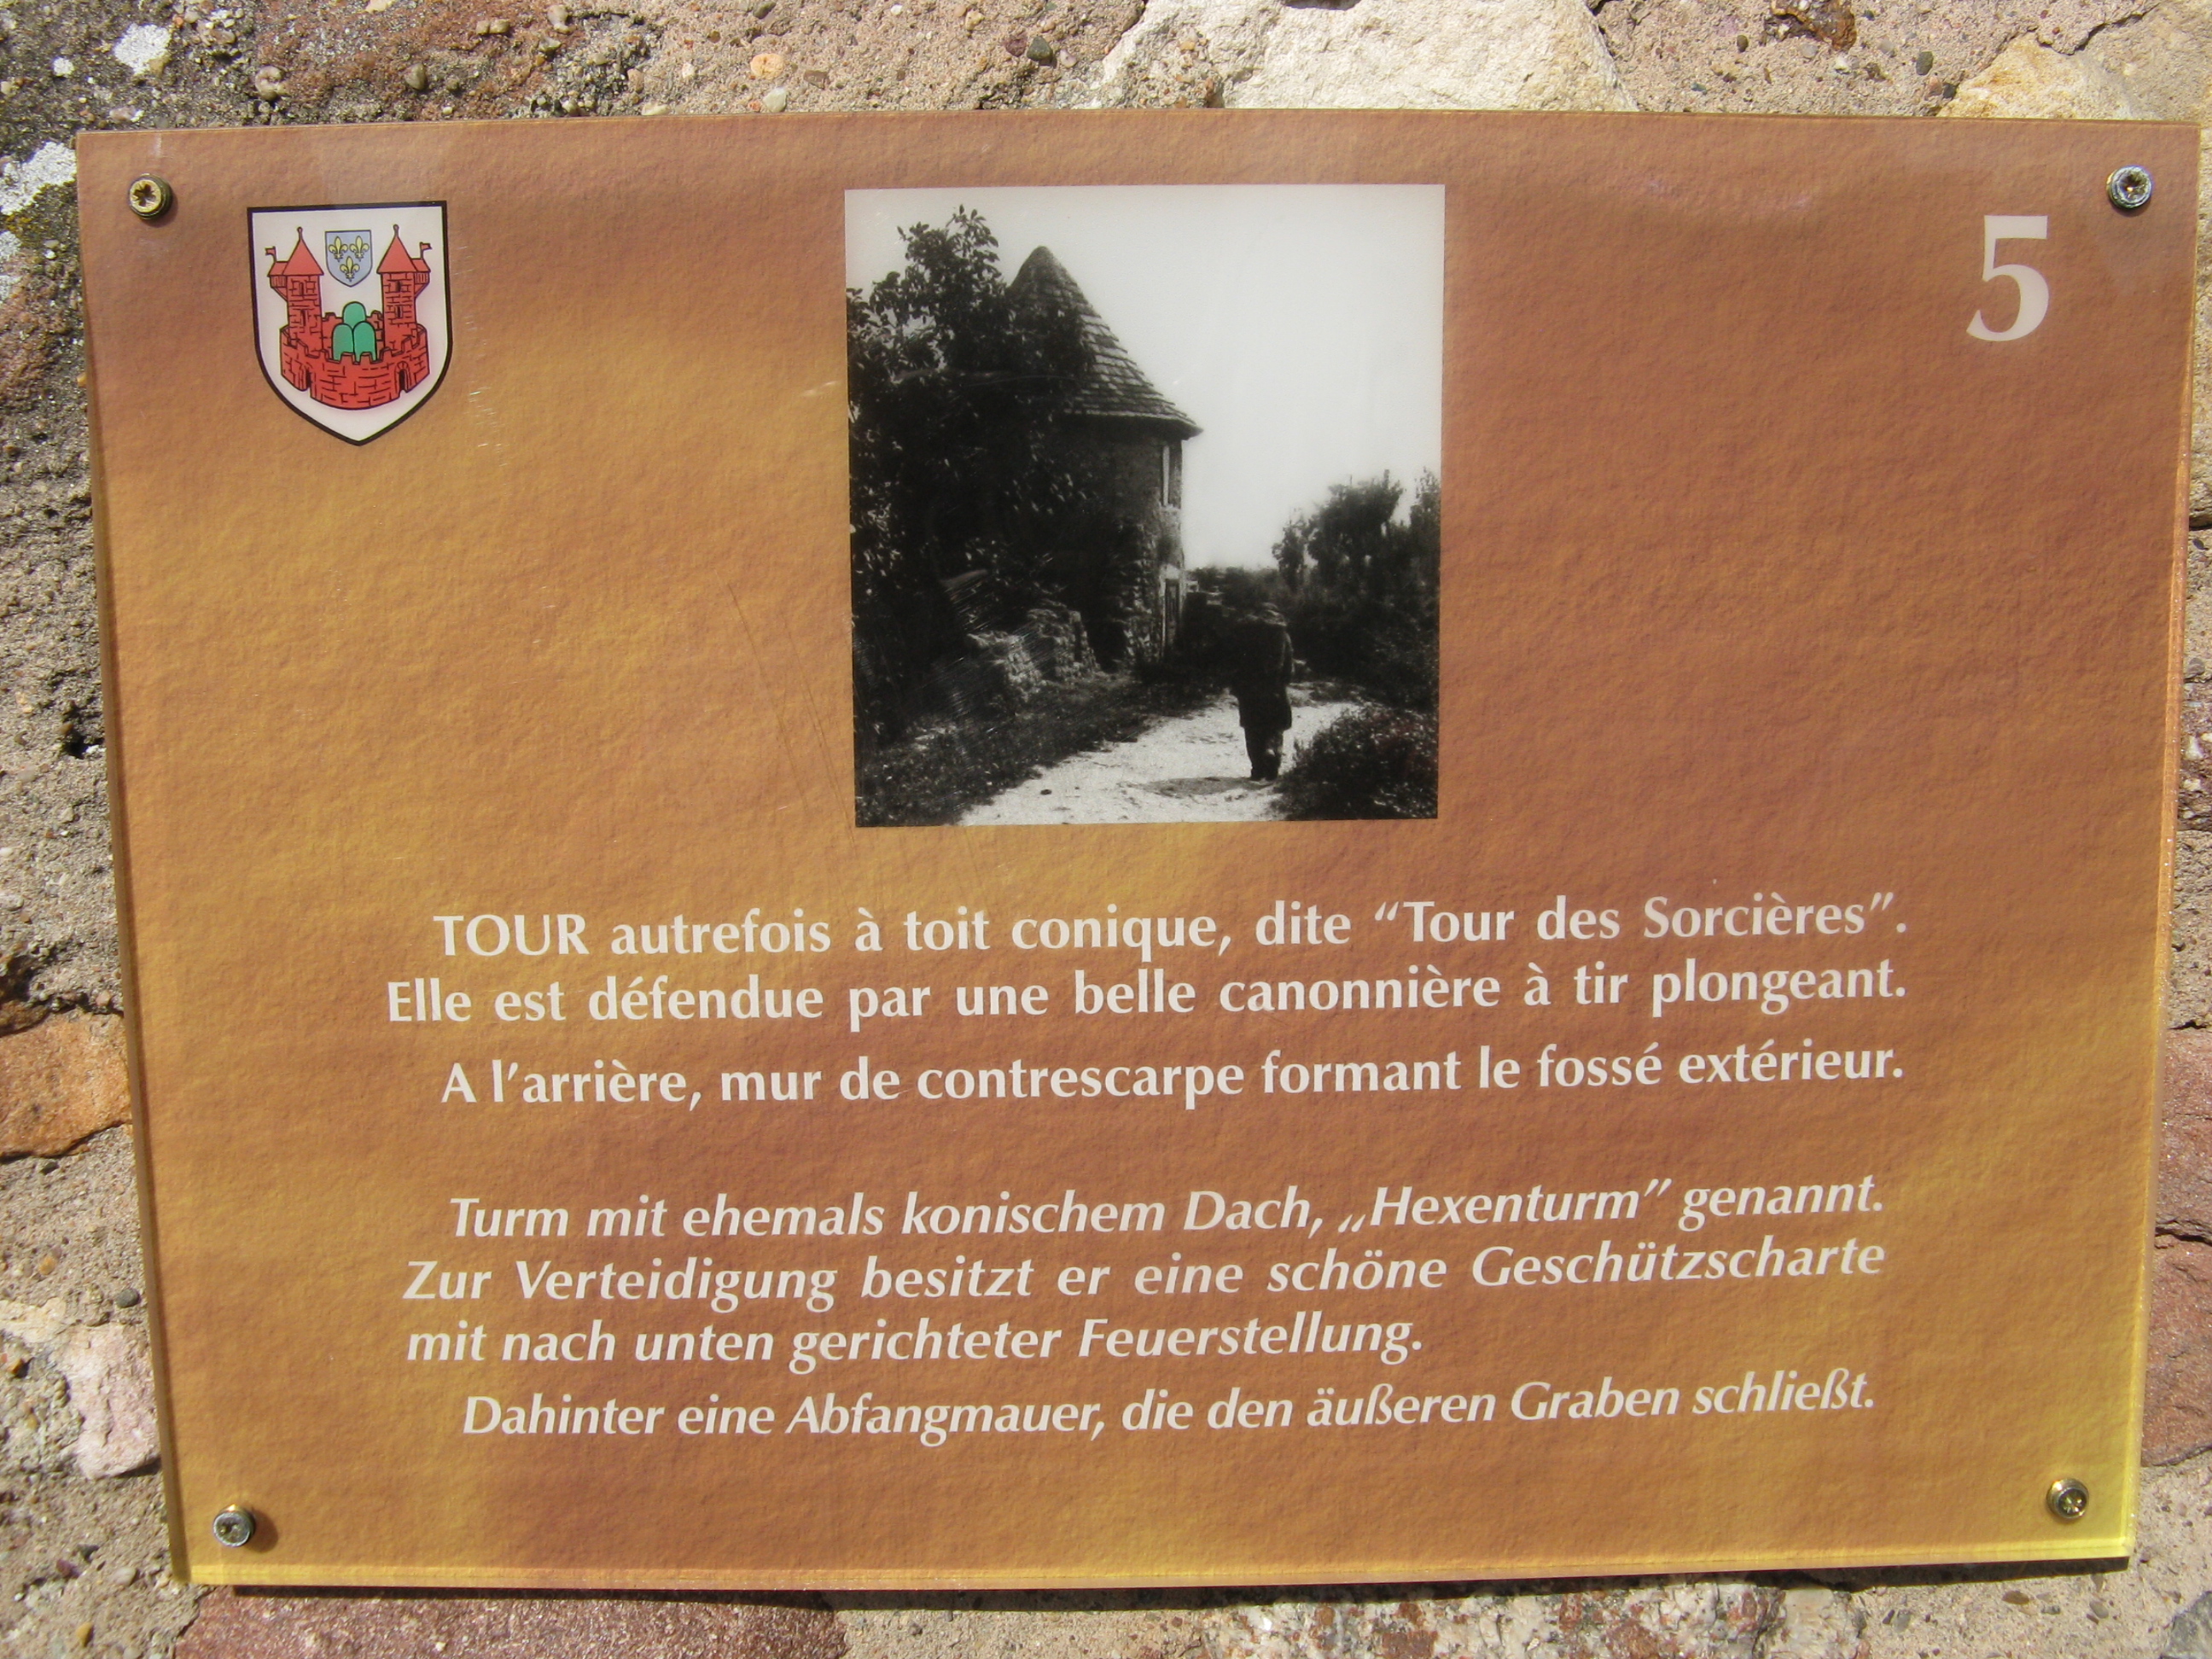 5
TOUR autrefois à toit conique, dite “Tour des Sorcières”.
Elle est défendue par une belle canonnière à tir plongeant.
A l’arrière, mur de contrescarpe formant le fossé extérieur.
Turm mit ehemals konischem Dach, „Hexenturm” genannt.
Zur Verteidigung besitzt er eine schöne Geschützscharte
mit nach unten gerichteter Feuerstellung.
Dahinter eine Abfangmauer, die den äußeren Graben schließt.